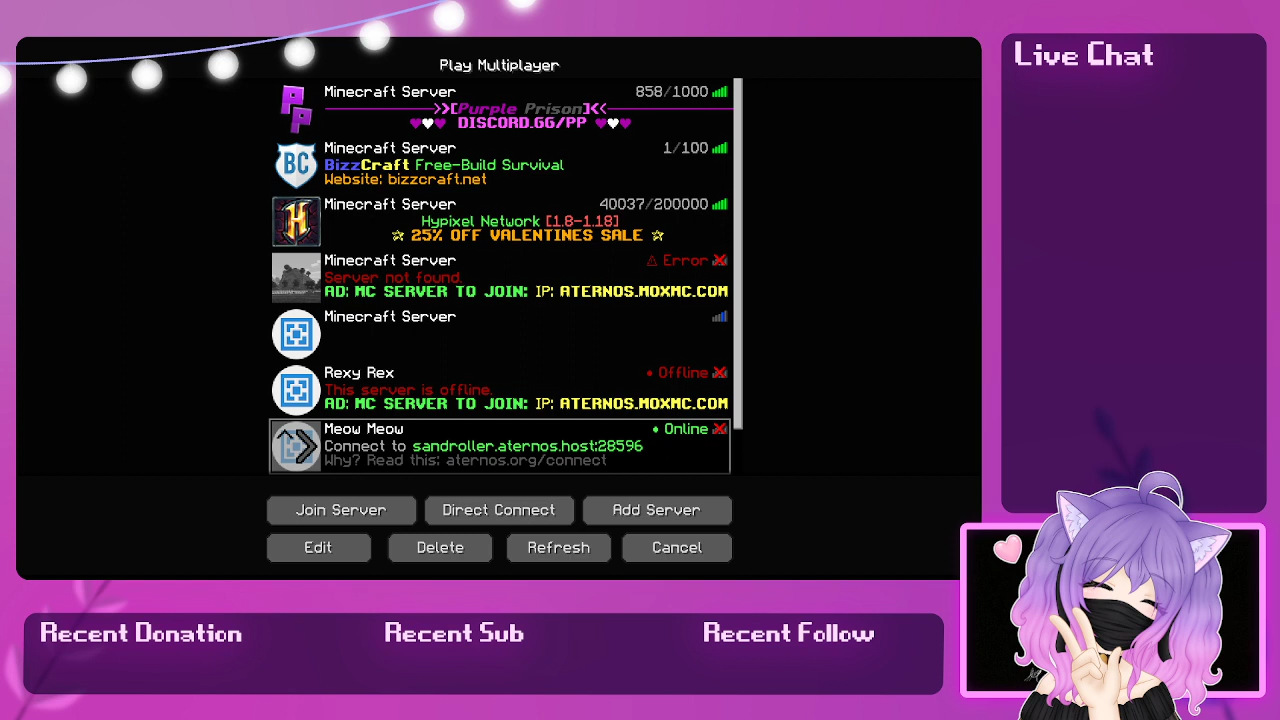 Live Chat
Play Multiplayer
Minecraft Server 858/1000
>>[Purple Prison]<<
DISCORD.GG/PP
BC
Minecraft Server 1/100
BizzCraft Free-Build Survival
Website: bizzcraft.net
H
Minecraft Server 40037/200000
Hypixel Network [1.8-1.18]
☆ 25% OFF VALENTINES SALE ☆
Minecraft Server ⚠ Error
Server not found.
AD: MC SERVER TO JOIN: IP: ATERNOS.MOXMC.COM
Minecraft Server
Rexy Rex • Offline
This server is offline.
AD: MC SERVER TO JOIN: IP: ATERNOS.MOXMC.COM
Meow Meow • Online
Connect to sandroller.aternos.host:28596
Why? Read this: aternos.org/connect
Join Server Direct Connect Add Server
Edit Delete Refresh Cancel
Recent Donation Recent Sub Recent Follow